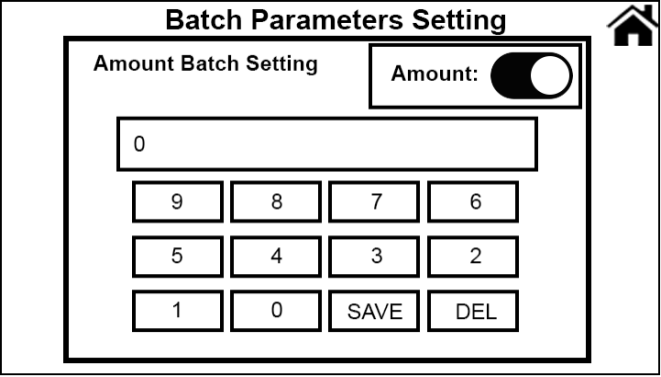 Batch Parameters Setting
Amount Batch Setting
Amount:
0
9 8 7 6
5 4 3 2
1 0 SAVE DEL